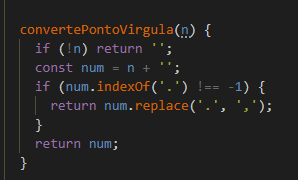 convertePontoVirgula(n) {
if (!n) return '';
const num = n + '';
if (num.indexOf('.') !== -1) {
return num.replace('.', ',');
}
return num;
}